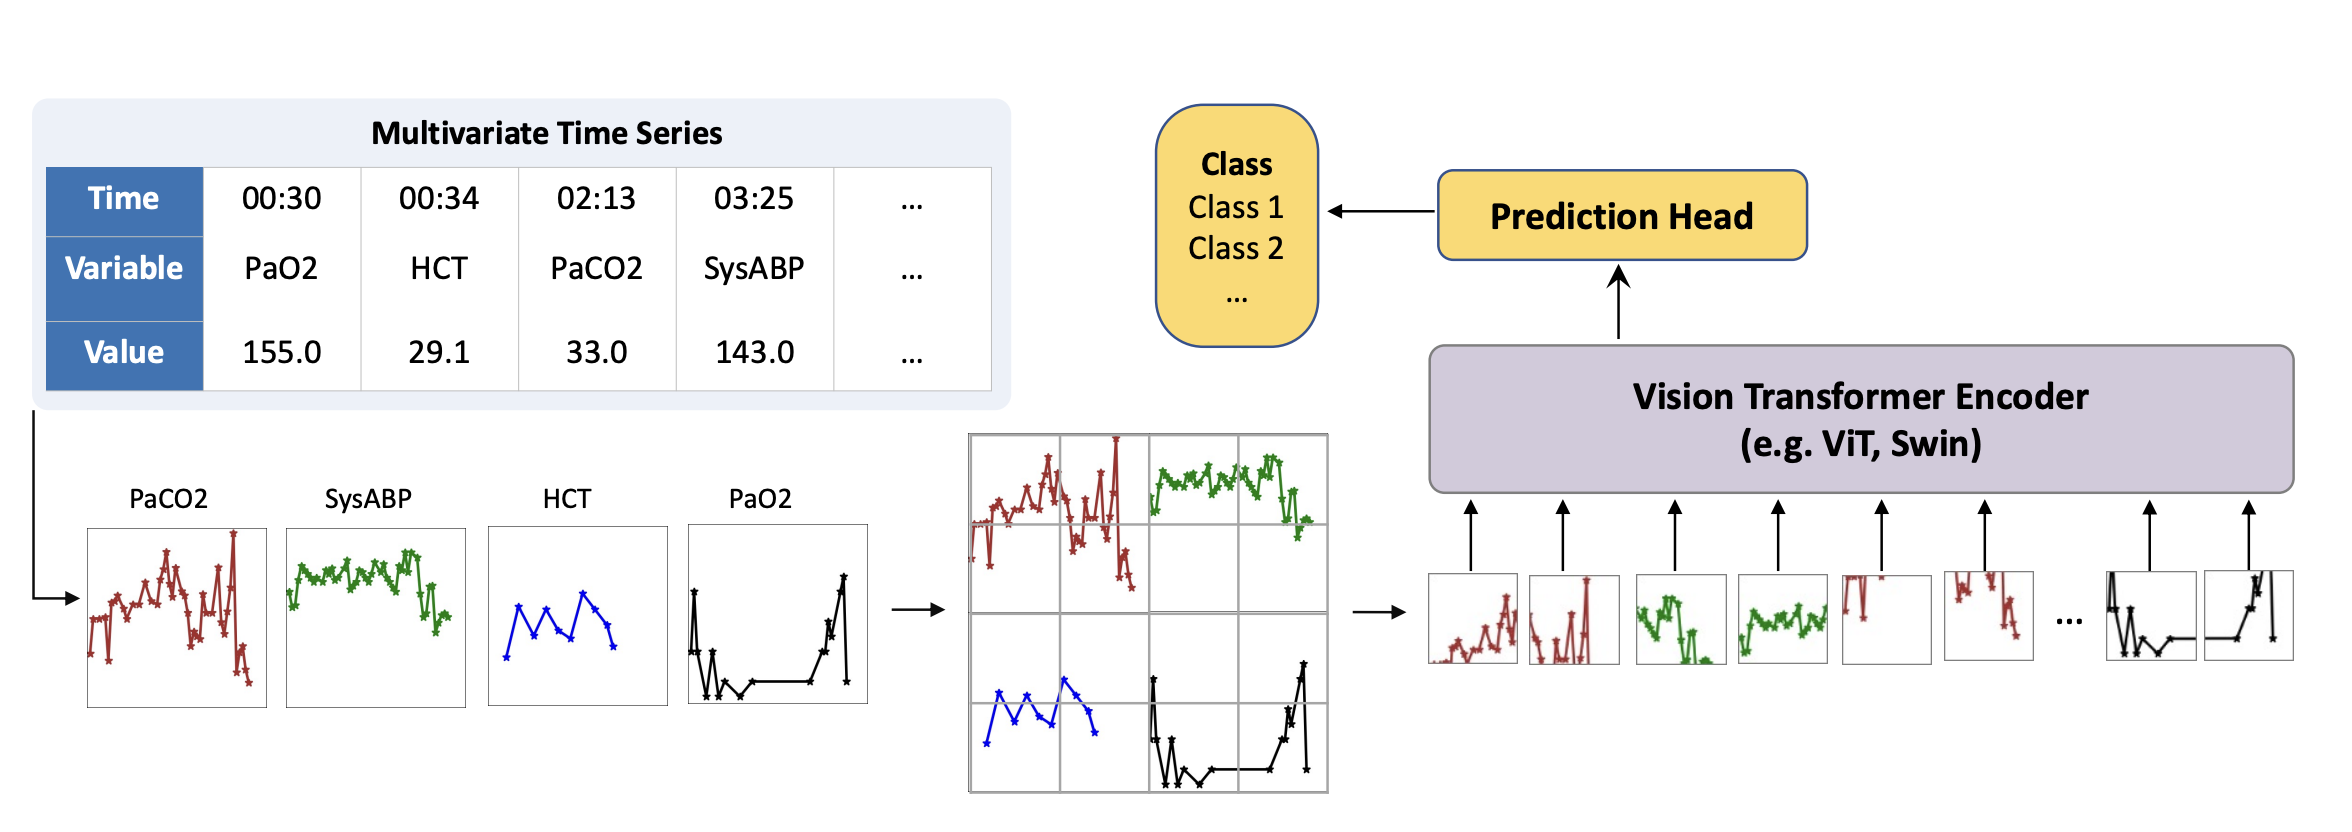 Multivariate Time Series
Time 00:30 00:34 02:13 03:25 ...
Variable PaO2 HCT PaCO2 SysABP ...
Value 155.0 29.1 33.0 143.0 ...
PaCO2 SysABP HCT PaO2
Class
Class 1
Class 2
...
Prediction Head
Vision Transformer Encoder
(e.g. ViT, Swin)
...